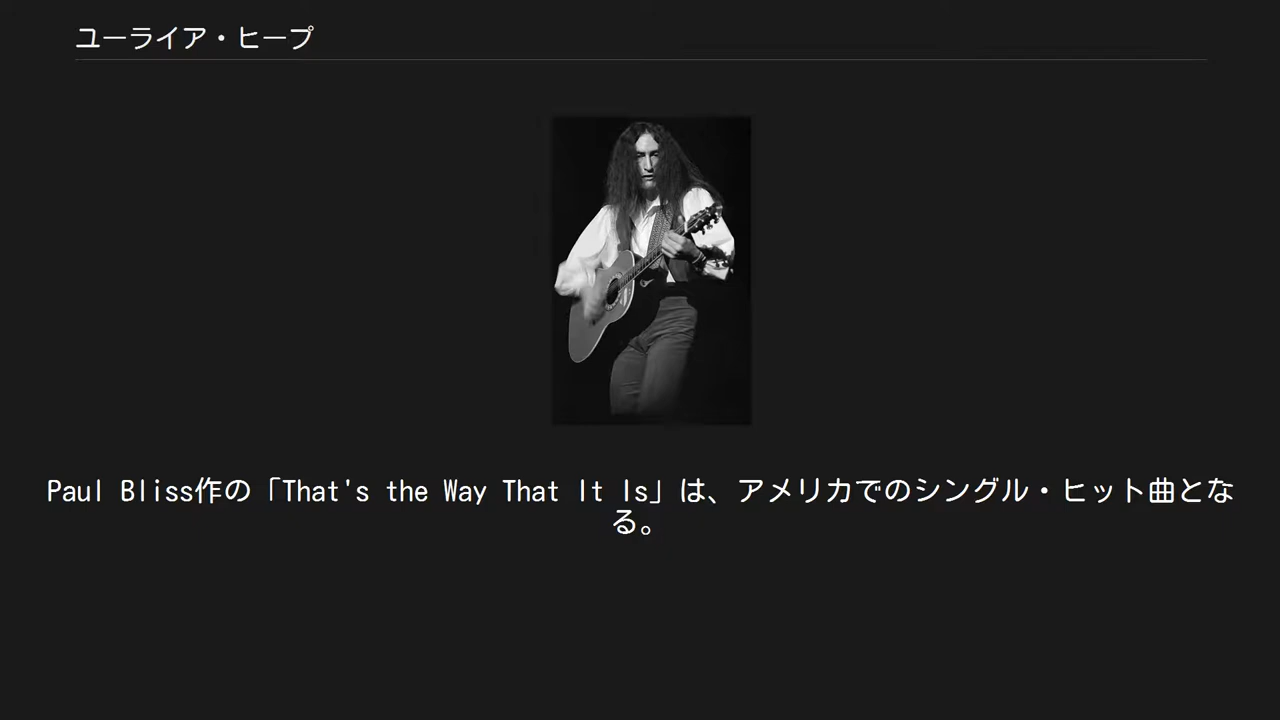 ユーライア・ヒープ
Paul Bliss作の「That's the Way That It Is」は、アメリカでのシングル・ヒット曲とな
る。